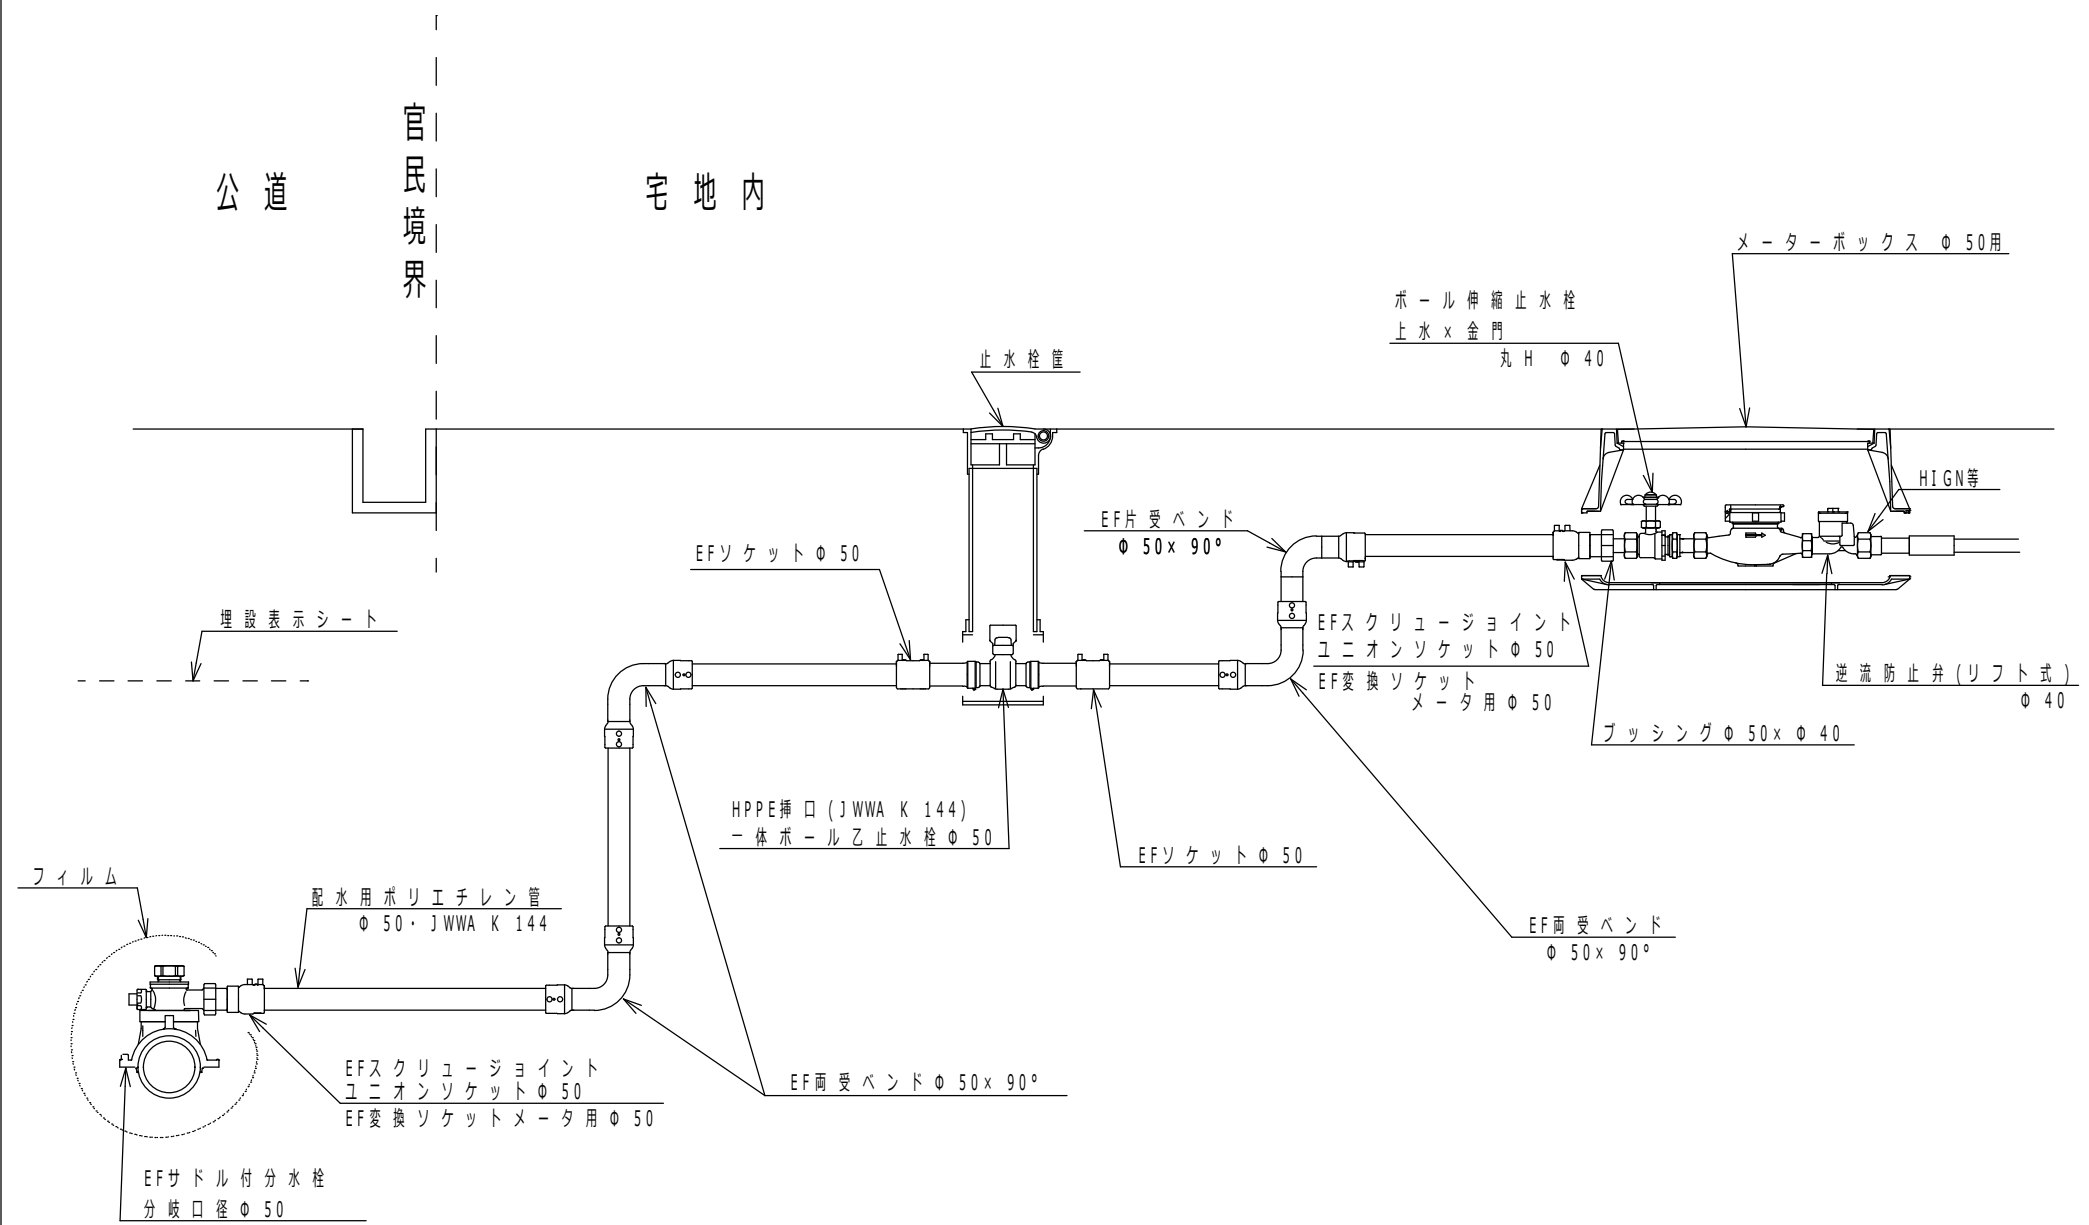 公道
官民境界
宅地内
メーターボックス Φ50用
ボール伸縮止水栓
上水×金門
丸H Φ40
止水栓筐
HIGN等
EF片受ベンド
Φ50×90°
EFソケットΦ50
埋設表示シート
EFスクリュージョイント
ユニオンソケットΦ50
EF変換ソケット
メータ用Φ50
逆流防止弁(リフト式)
Φ40
ブッシングΦ50×Φ40
HPPE挿口(JWWA K 144)
一体ボール乙止水栓Φ50
EFソケットΦ50
フィルム
配水用ポリエチレン管
Φ50・JWWA K 144
EF両受ベンド
Φ50×90°
EFスクリュージョイント
ユニオンソケットΦ50
EF変換ソケットメータ用Φ50
EF両受ベンドΦ50×90°
EFサドル付分水栓
分岐口径Φ50